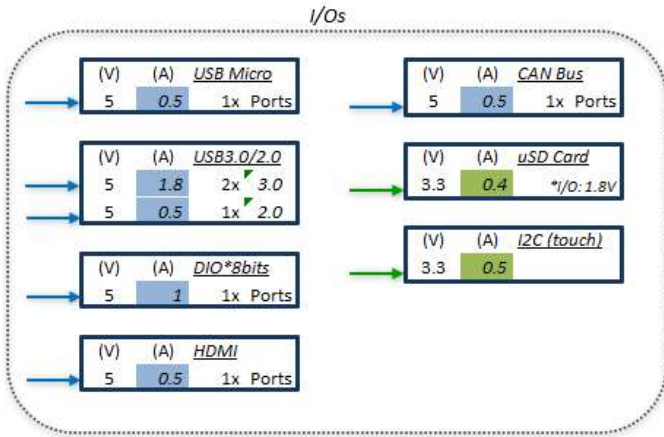 I/Os
(V) (A) USB Micro
5 0.5 1x Ports
(V) (A) USB3.0/2.0
5 1.8 2x 3.0
5 0.5 1x 2.0
(V) (A) DIO*8bits
5 1 1x Ports
(V) (A) HDMI
5 0.5 1x Ports
(V) (A) CAN Bus
5 0.5 1x Ports
(V) (A) uSD Card
3.3 0.4 *I/O: 1.8V
(V) (A) I2C (touch)
3.3 0.5